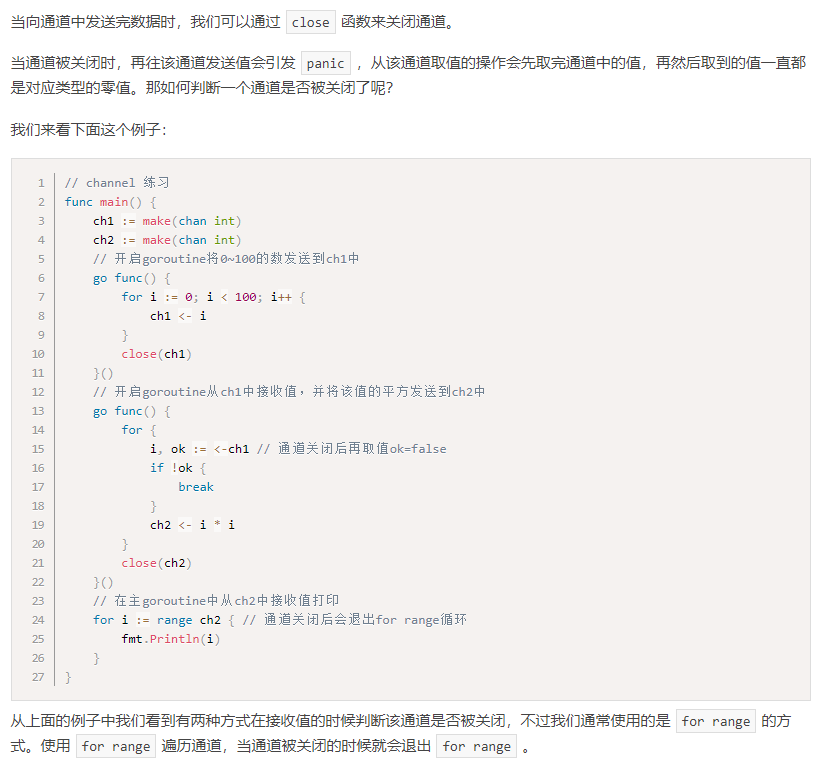 当向通道中发送完数据时，我们可以通过 close 函数来关闭通道。
当通道被关闭时，再往该通道发送值会引发 panic ，从该通道取值的操作会先取完通道中的值，再然后取到的值一直都
是对应类型的零值。那如何判断一个通道是否被关闭了呢？
我们来看下面这个例子：
1 // channel 练习
2 func main() {
3     ch1 := make(chan int)
4     ch2 := make(chan int)
5     // 开启goroutine将0~100的数发送到ch1中
6     go func() {
7         for i := 0; i < 100; i++ {
8             ch1 <- i
9         }
10         close(ch1)
11     }()
12     // 开启goroutine从ch1中接收值，并将该值的平方发送到ch2中
13     go func() {
14         for {
15             i, ok := <-ch1 // 通道关闭后再取值ok=false
16             if !ok {
17                 break
18             }
19             ch2 <- i * i
20         }
21         close(ch2)
22     }()
23     // 在主goroutine中从ch2中接收值打印
24     for i := range ch2 { // 通道关闭后会退出for range循环
25         fmt.Println(i)
26     }
27 }
从上面的例子中我们看到有两种方式在接收值的时候判断该通道是否被关闭，不过我们通常使用的是 for range 的方
式。使用 for range 遍历通道，当通道被关闭的时候就会退出 for range 。